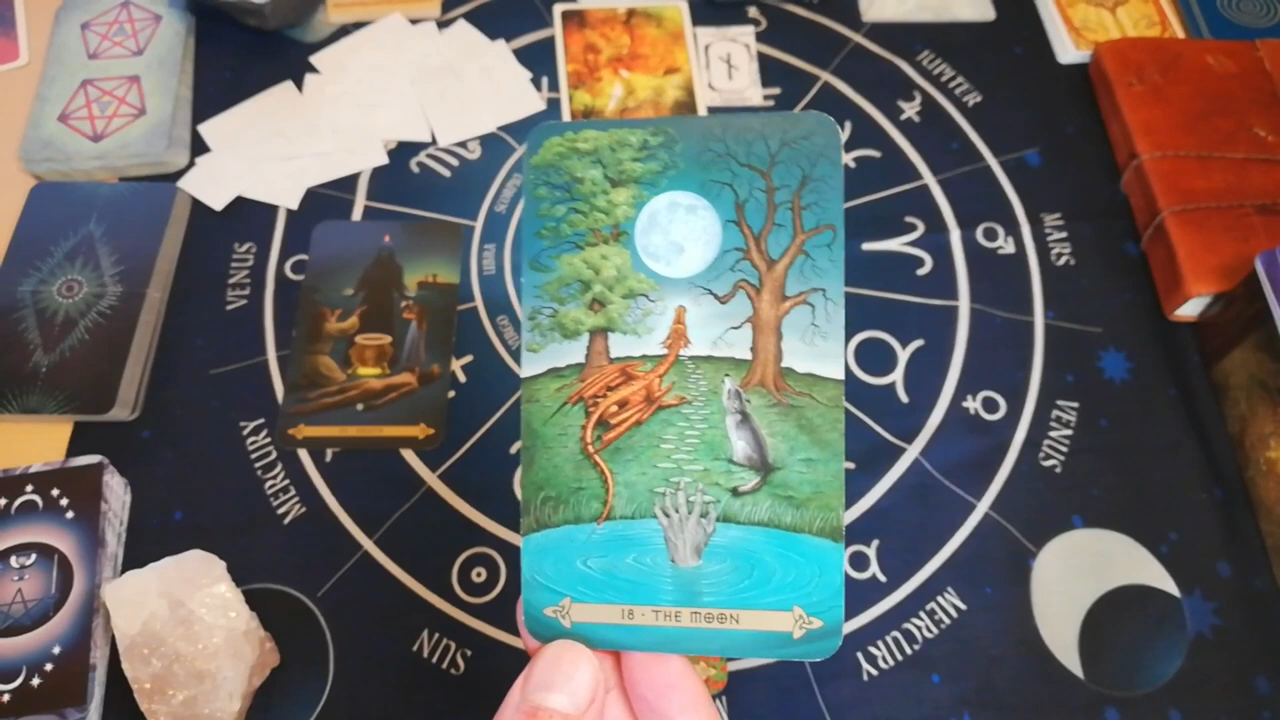 JUPITER
SCORPIO
MARS
VENUS
LIBRA
VIRGO
VENUS
MERCURY
18 - THE MOON
MERCURY
SUN